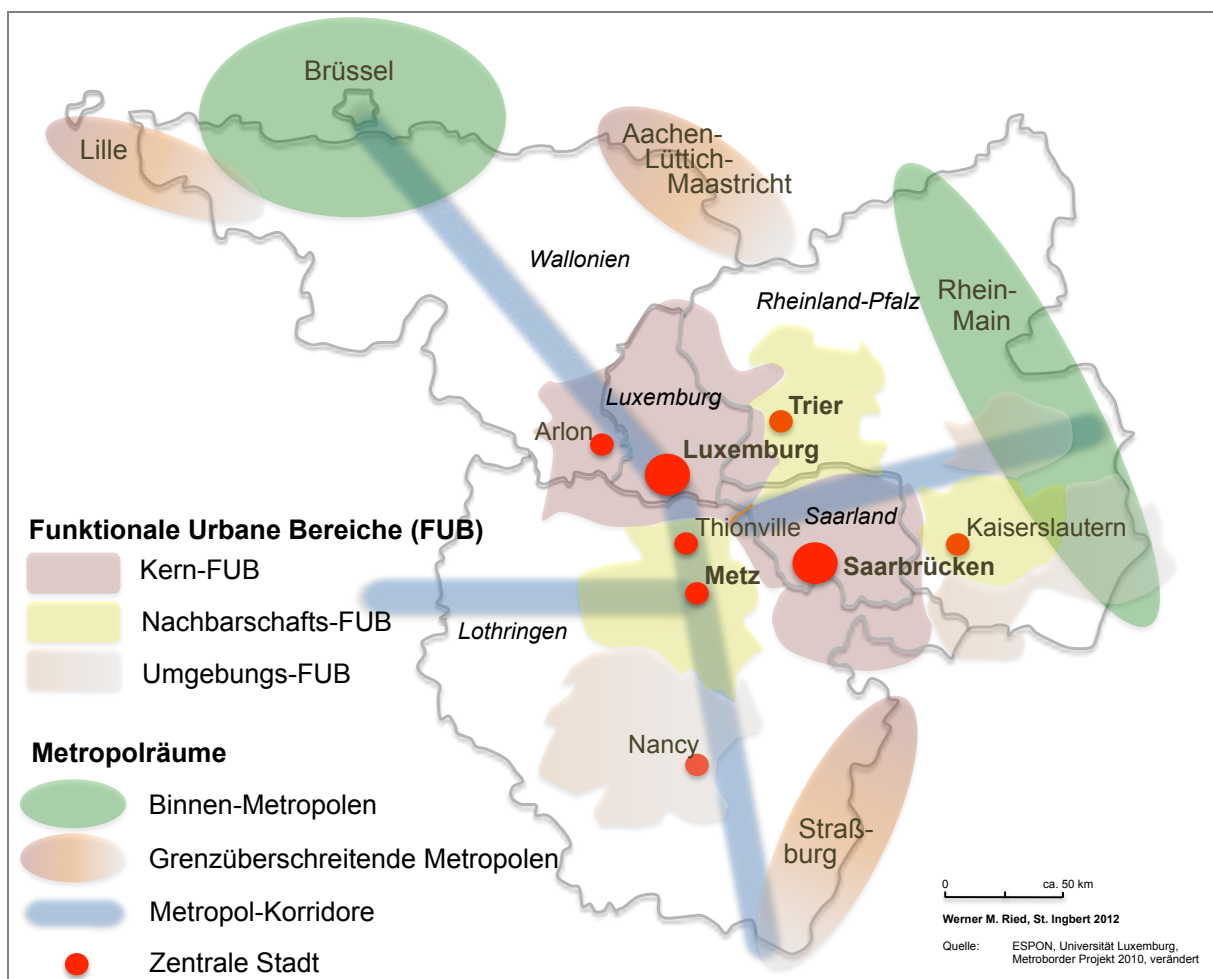 Brüssel
Lille
Aachen-
Lüttich-
Maastricht
Wallonien
Rheinland-Pfalz
Rhein-
Main
Luxemburg
Trier
Arlon
Luxemburg
Funktionale Urbane Bereiche (FUB)
Kern-FUB
Nachbarschafts-FUB
Umgebungs-FUB
Thionville
Saarland
Kaiserslautern
Metz
Saarbrücken
Lothringen
Nancy
Straß-
burg
Metropolräume
Binnen-Metropolen
Grenzüberschreitende Metropolen
Metropol-Korridore
Zentrale Stadt
0 ca. 50 km
Werner M. Ried, St. Ingbert 2012
Quelle: ESPON, Universität Luxemburg,
Metroborder Projekt 2010, verändert